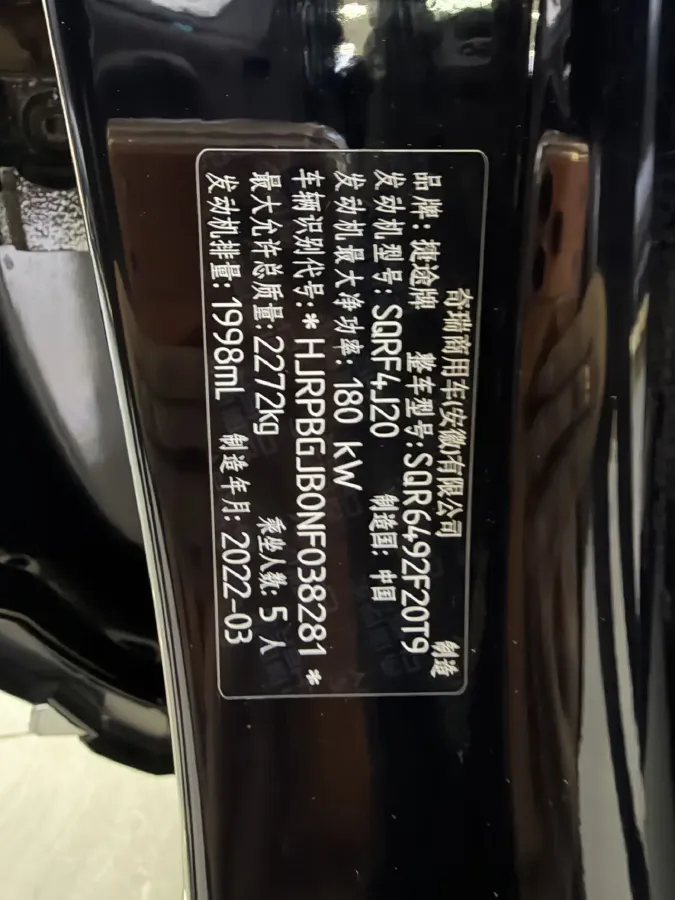 奇瑞商用车(安徽)有限公司 制造
品牌：捷途牌 整车型号：SQR6492F20T9
发动机型号：SQRF4J20 制造国：中国
发动机最大净功率：180 kW
车辆识别代号：*HJRPBGJB0NF038281*
最大允许总质量：2272kg 乘坐人数：5人
发动机排量：1998mL 制造年月：2022-03